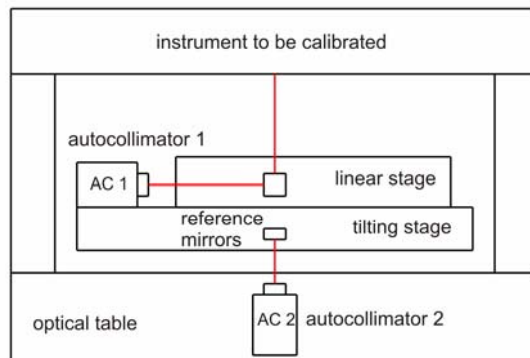 instrument to be calibrated
autocollimator 1
AC 1
linear stage
reference
mirrors
tilting stage
optical table
AC 2
autocollimator 2